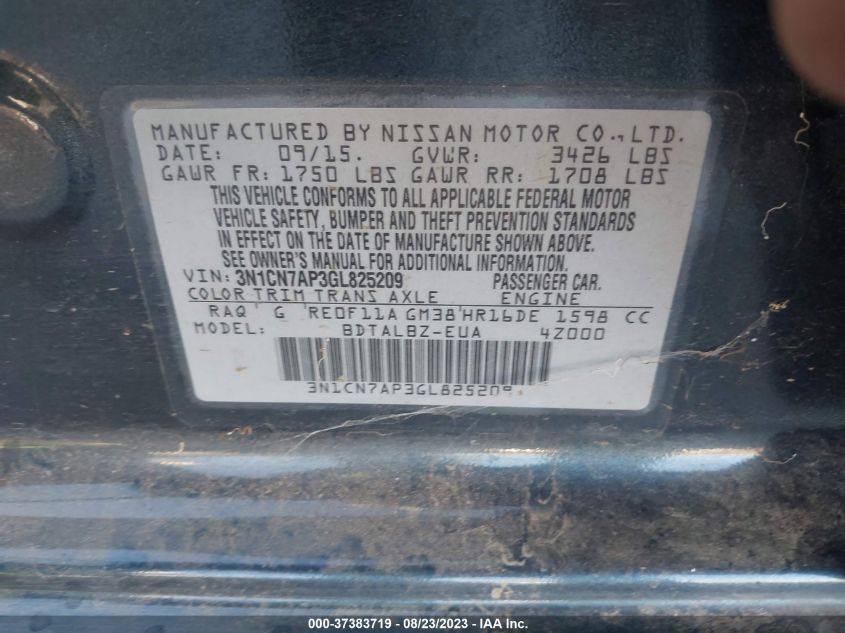 MANUFACTURED BY NISSAN MOTOR CO., LTD.
DATE: 09/15. GVWR: 3426 LBS
GAWR FR: 1750 LBS GAWR RR: 1708 LBS
THIS VEHICLE CONFORMS TO ALL APPLICABLE FEDERAL MOTOR
VEHICLE SAFETY, BUMPER AND THEFT PREVENTION STANDARDS
IN EFFECT ON THE DATE OF MANUFACTURE SHOWN ABOVE.
SEE OWNER'S MANUAL FOR ADDITIONAL INFORMATION.
VIN: 3N1CN7AP3GL825209 PASSENGER CAR.
COLOR TRIM TRANS AXLE ENGINE
RAQ G RE0F11A GM38 HR16DE 1598 CC
MODEL: BDTALBZ-EUA 4Z000
3N1CN7AP3GL825209
000-37383719 - 08/23/2023 - IAA Inc.